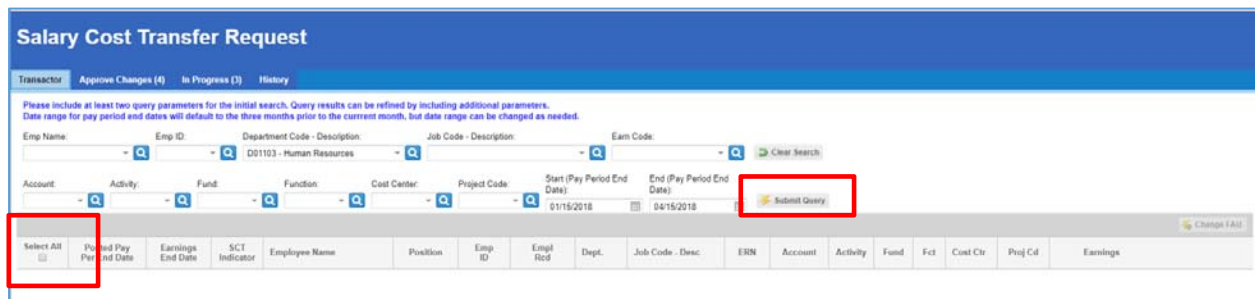 Salary Cost Transfer Request
Transactor Approve Changes (4) In Progress (3) History
Please include at least two query parameters for the initial search. Query results can be refined by including additional parameters.
Date range for pay period end dates will default to the three months prior to the currrent month, but date range can be changed as needed.
Emp Name: Emp ID: Department Code - Description: Job Code - Description: Earn Code:
D01103 - Human Resources Clear Search
Account: Activity: Fund: Function: Cost Center: Project Code: Start (Pay Period End Date): End (Pay Period End Date):
01/15/2018 04/15/2018 Submit Query
Change FAU
Select All Posted Pay Per End Date Earnings End Date SCT Indicator Employee Name Position Emp ID Empl Rcd Dept. Job Code - Desc. ERN Account Activity Fund Fct Cost Ctr Proj Cd Earnings